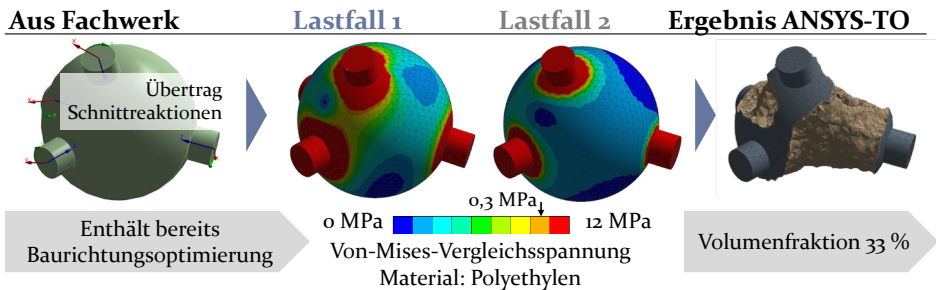 Aus Fachwerk
Lastfall 1
Lastfall 2
Ergebnis ANSYS-TO
Übertrag
Schnittreaktionen
Enthält bereits
Baurichtungsoptimierung
0,3 MPa
0 MPa
12 MPa
Von-Mises-Vergleichsspannung
Material: Polyethylen
Volumenfraktion 33 %